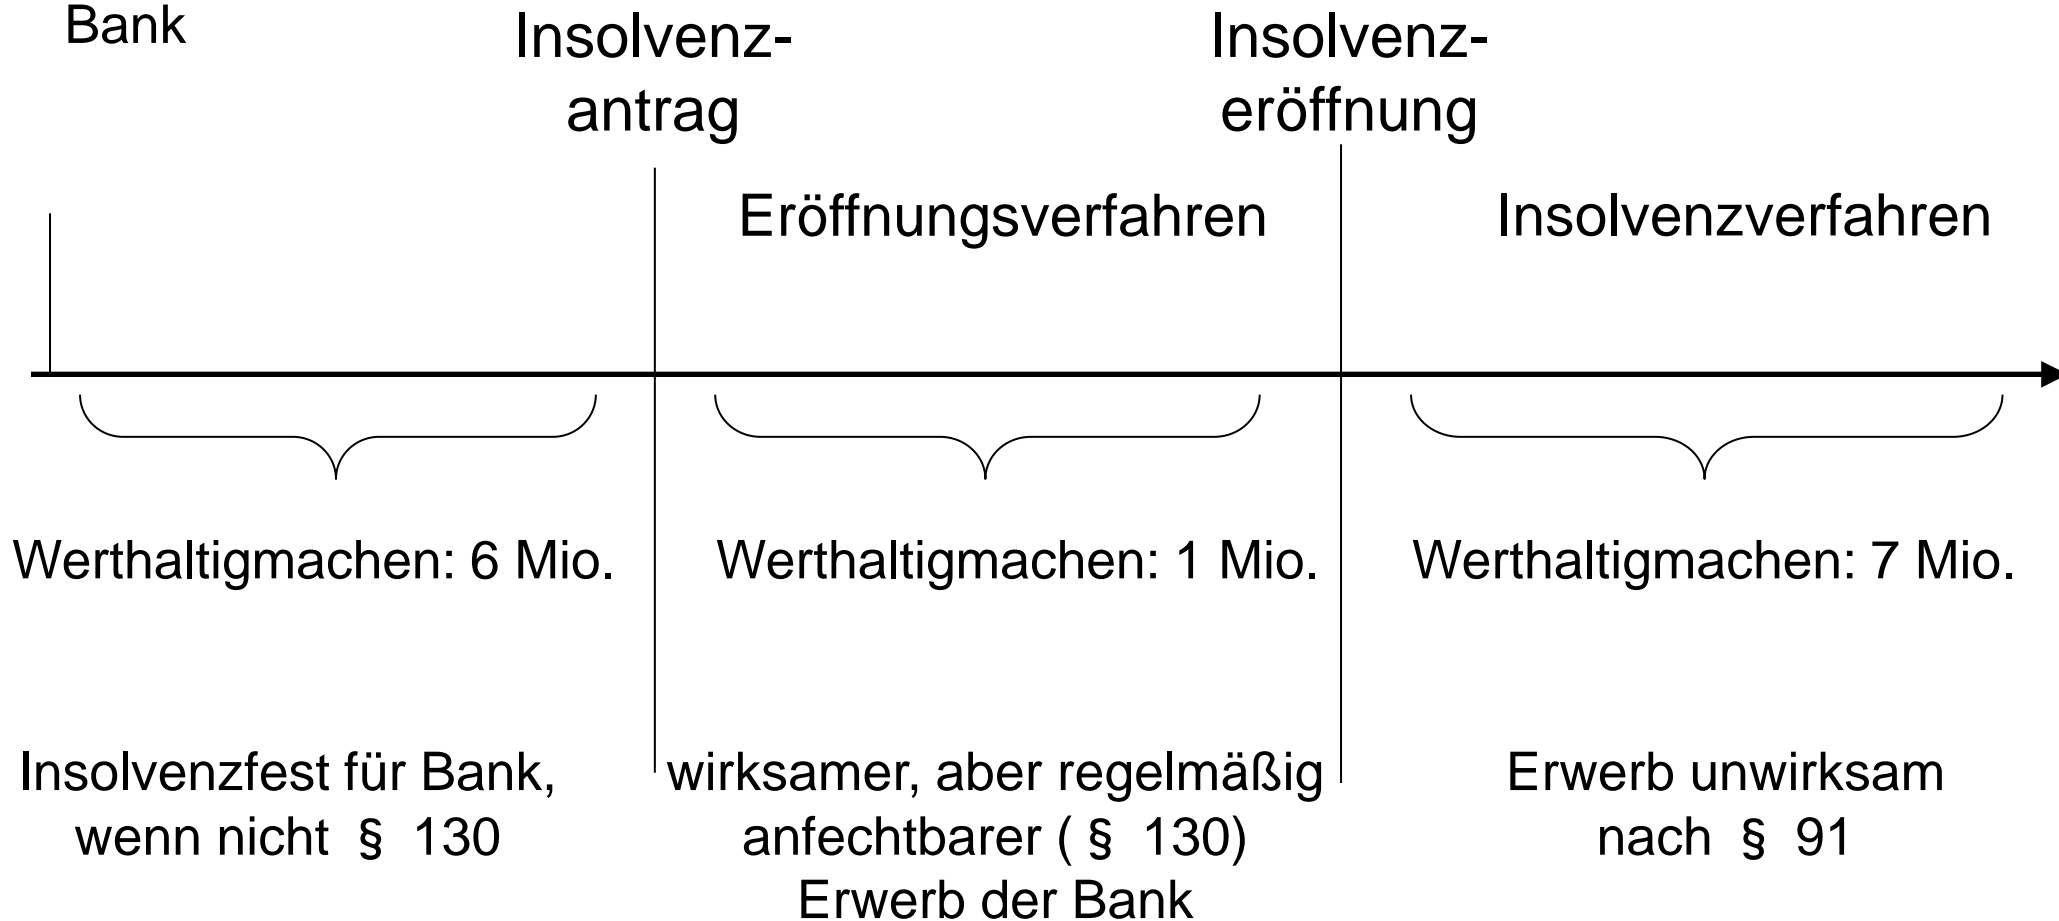 Bank
Insolvenz-
antrag
Insolvenz-
eröffnung
Eröffnungsverfahren
Insolvenzverfahren
Werthaltigmachen: 6 Mio.
Werthaltigmachen: 1 Mio.
Werthaltigmachen: 7 Mio.
Insolvenzfest für Bank,
wenn nicht § 130
wirksamer, aber regelmäßig
anfechtbarer ( § 130)
Erwerb der Bank
Erwerb unwirksam
nach § 91